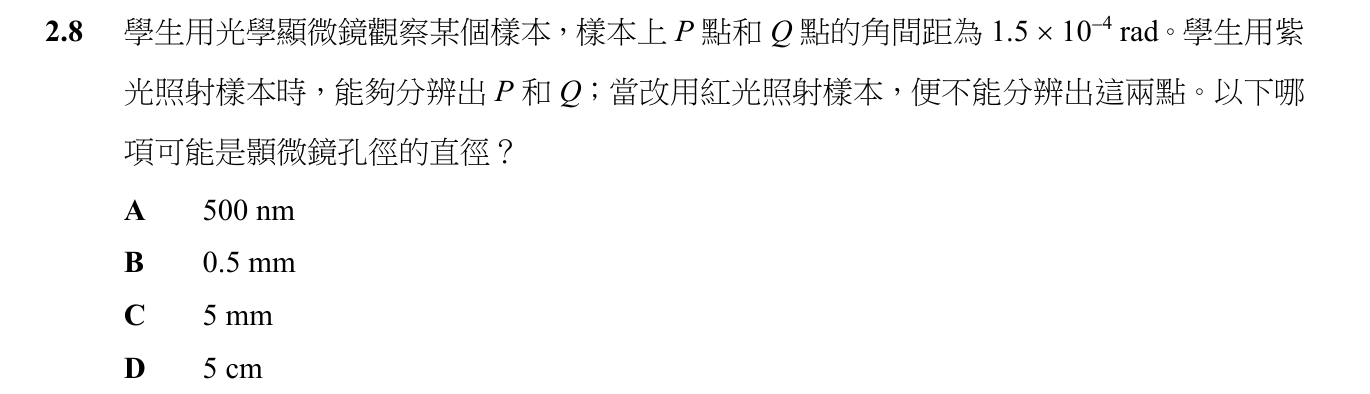 2.8 學生用光學顯微鏡觀察某個樣本，樣本上 P 點和 Q 點的角間距為 1.5 × 10⁻⁴ rad。學生用紫
光照射樣本時，能夠分辨出 P 和 Q；當改用紅光照射樣本，便不能分辨出這兩點。以下哪
項可能是顯微鏡孔徑的直徑？
A 500 nm
B 0.5 mm
C 5 mm
D 5 cm